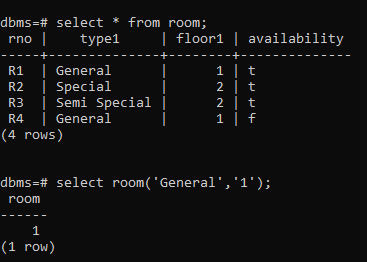 dbms=# select * from room;
 rno |     type1     | floor1 | availability
-----+---------------+--------+--------------
 R1  | General       |      1 | t
 R2  | Special       |      2 | t
 R3  | Semi Special  |      2 | t
 R4  | General       |      1 | f
(4 rows)
dbms=# select room('General','1');
 room
------
    1
(1 row)